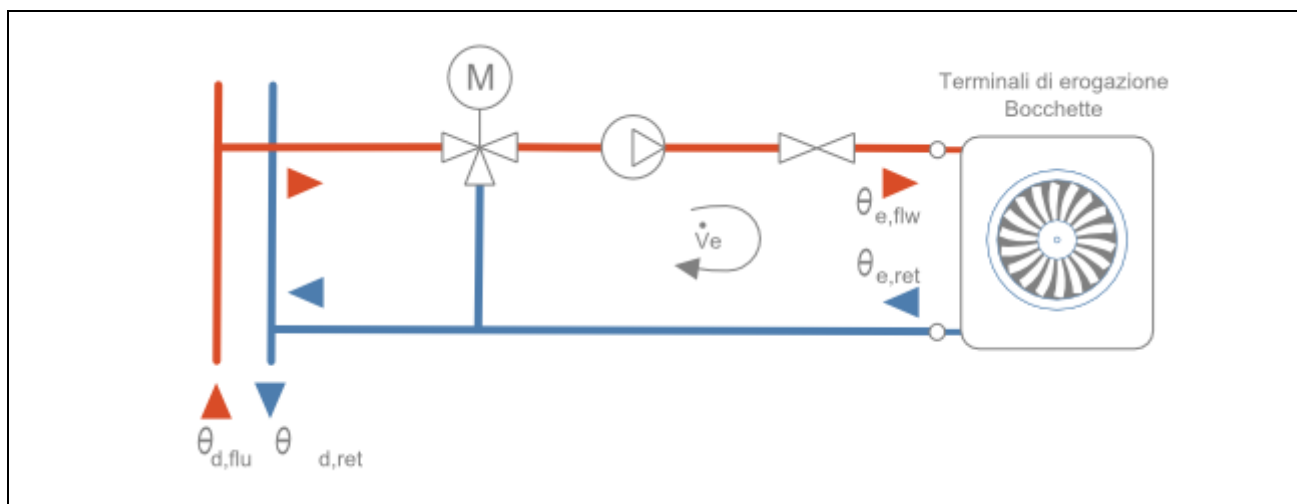 M
Terminali di erogazione
Bocchette
θe,flw
V̇e
θe,ret
θd,flu θ d,ret